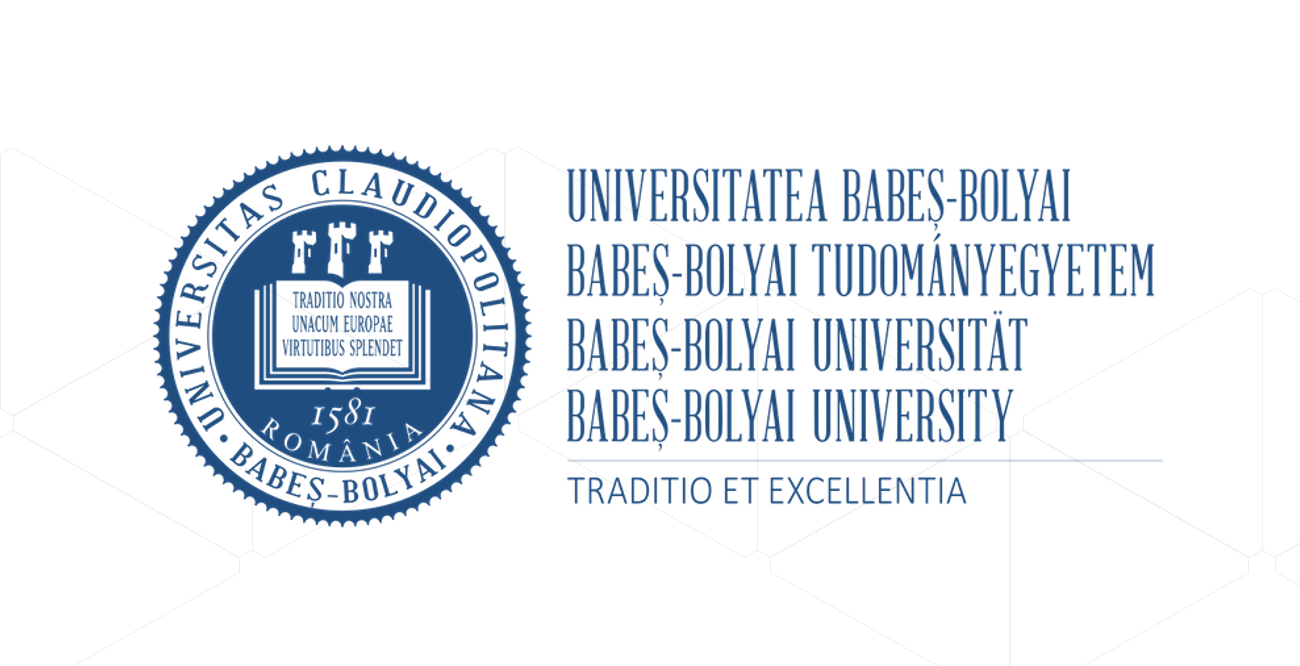 UNIVERSITAS CLAUDIOPOLITANA
TRADITIO NOSTRA
UNACUM EUROPAE
VIRTUTIBUS SPLENDET
1581
ROMÂNIA
• BABEȘ-BOLYAI •
UNIVERSITATEA BABEȘ-BOLYAI
BABEȘ-BOLYAI TUDOMÁNYEGYETEM
BABEȘ-BOLYAI UNIVERSITÄT
BABEȘ-BOLYAI UNIVERSITY
TRADITIO ET EXCELLENTIA